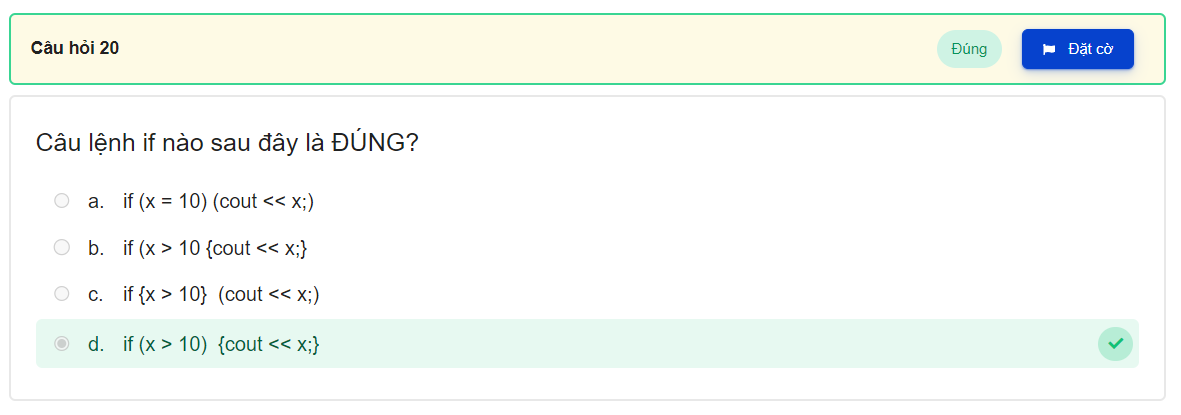 Câu hỏi 20
Đúng
Đặt cờ
Câu lệnh if nào sau đây là ĐÚNG?
a. if (x = 10) (cout << x;)
b. if (x > 10 {cout << x;}
c. if {x > 10}  (cout << x;)
d. if (x > 10)  {cout << x;}